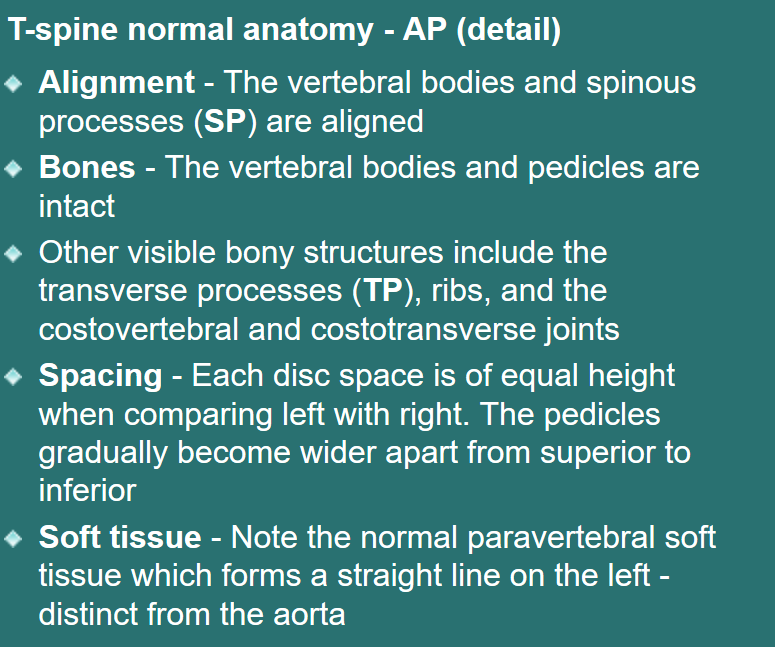 T-spine normal anatomy - AP (detail)
Alignment - The vertebral bodies and spinous
processes (SP) are aligned
Bones - The vertebral bodies and pedicles are
intact
Other visible bony structures include the
transverse processes (TP), ribs, and the
costovertebral and costotransverse joints
Spacing - Each disc space is of equal height
when comparing left with right. The pedicles
gradually become wider apart from superior to
inferior
Soft tissue - Note the normal paravertebral soft
tissue which forms a straight line on the left -
distinct from the aorta